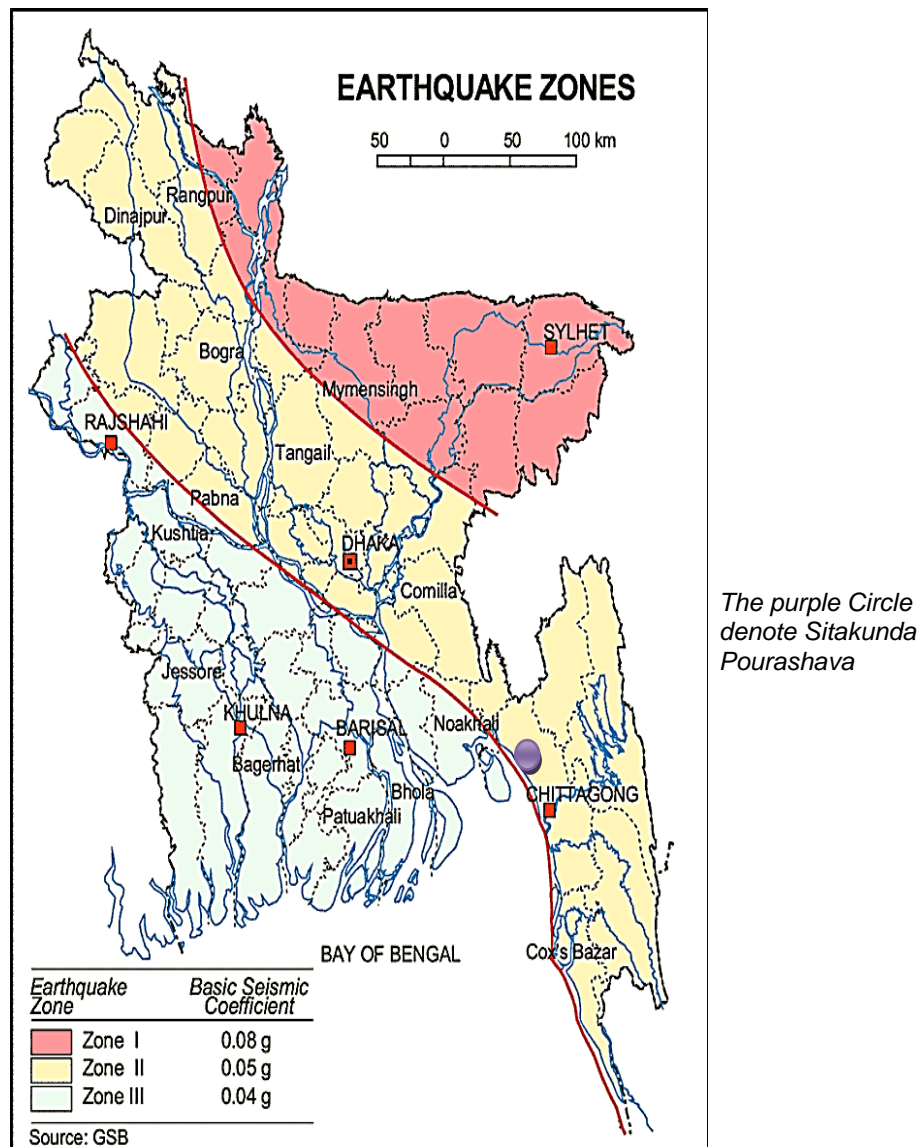 EARTHQUAKE ZONES
50 0 50 100 km
Rangpur
Dinajpur
SYLHET
Bogra
Mymensingh
RAJSHAHI
Tangail
Pabna
Kushtia
DHAKA
Comilla
The purple Circle
denote Sitakunda
Pourashava
Jessore
KHULNA
Noakhali
BARISAL
Bagerhat
Bhola
CHITTAGONG
Patuakhali
BAY OF BENGAL
Cox's Bazar
Earthquake Zone
Basic Seismic Coefficient
Zone I 0.08 g
Zone II 0.05 g
Zone III 0.04 g
Source: GSB